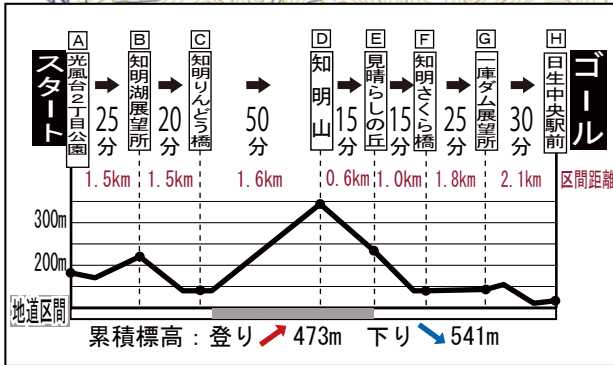 スタート
A 光風台2丁目公園
25分
B 知明湖展望所
20分
C 知明りんどう橋
50分
D 知明山
15分
E 見晴らしの丘
15分
F 知明さくら橋
25分
G 一庫ダム展望所
30分
H 日生中央駅前
ゴール
1.5km 1.5km 1.6km 0.6km 1.0km 1.8km 2.1km 区間距離
300m
200m
地道区間
累積標高：登り 473m 下り 541m